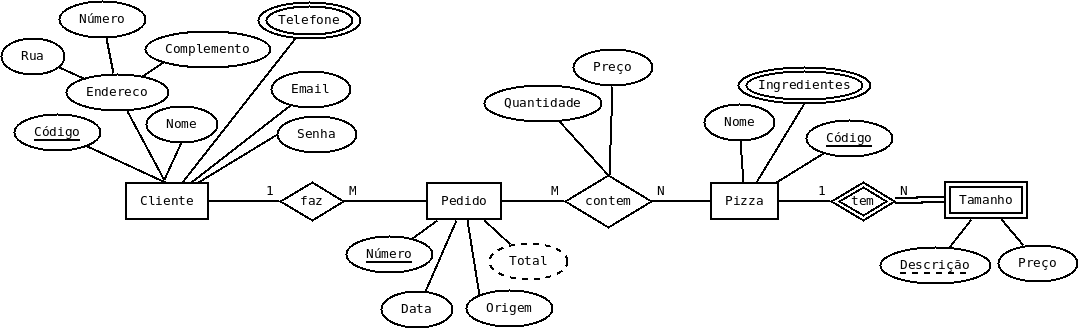 Número
Telefone
Rua
Complemento
Endereco
Email
Código
Nome
Senha
Cliente
1
faz
M
Pedido
Número
Total
Data
Origem
M
contem
N
Quantidade
Preço
Pizza
Nome
Ingredientes
Código
1
tem
N
Tamanho
Descrição
Preço